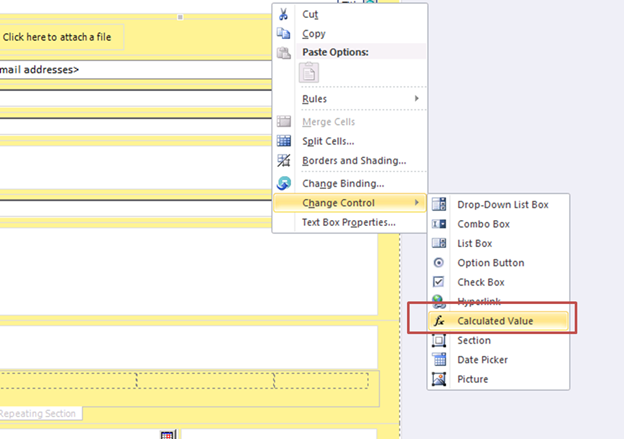 Click here to attach a file
mail addresses>
Repeating Section
Cut
Copy
Paste Options:
Rules
Merge Cells
Split Cells...
Borders and Shading...
Change Binding...
Change Control
Text Box Properties...
Drop-Down List Box
Combo Box
List Box
Option Button
Check Box
Hyperlink
fx Calculated Value
Section
Date Picker
Picture